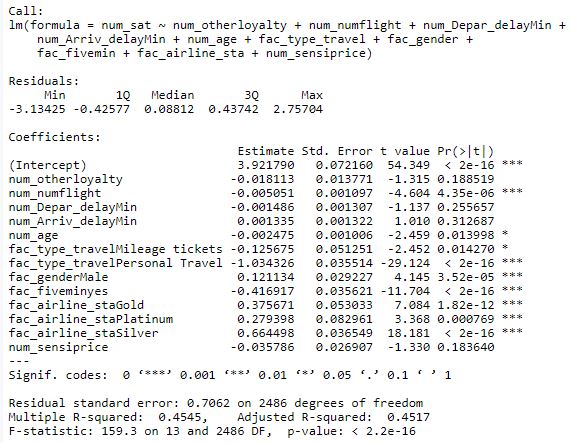 Call:
lm(formula = num_sat ~ num_otherloyalty + num_numflight + num_Depar_delayMin +
    num_Arriv_delayMin + num_age + fac_type_travel + fac_gender +
    fac_fivemin + fac_airline_sta + num_sensiprice)

Residuals:
     Min       1Q   Median       3Q      Max
-3.13425 -0.42577  0.08812  0.43742  2.75704

Coefficients:
                                Estimate Std. Error t value Pr(>|t|)
(Intercept)                     3.921790   0.072160  54.349  < 2e-16 ***
num_otherloyalty               -0.018113   0.013771  -1.315 0.188519
num_numflight                  -0.005051   0.001097  -4.604 4.35e-06 ***
num_Depar_delayMin             -0.001486   0.001307  -1.137 0.255657
num_Arriv_delayMin              0.001335   0.001322   1.010 0.312687
num_age                        -0.002475   0.001006  -2.459 0.013998 *
fac_type_travelMileage tickets -0.125675   0.051251  -2.452 0.014270 *
fac_type_travelPersonal Travel -1.034326   0.035514 -29.124  < 2e-16 ***
fac_genderMale                  0.121134   0.029227   4.145 3.52e-05 ***
fac_fiveminyes                 -0.416917   0.035621 -11.704  < 2e-16 ***
fac_airline_staGold             0.375671   0.053033   7.084 1.82e-12 ***
fac_airline_staPlatinum         0.279398   0.082961   3.368 0.000769 ***
fac_airline_staSilver           0.664498   0.036549  18.181  < 2e-16 ***
num_sensiprice                 -0.035786   0.026907  -1.330 0.183640
---
Signif. codes:  0 ‘***’ 0.001 ‘**’ 0.01 ‘*’ 0.05 ‘.’ 0.1 ‘ ’ 1

Residual standard error: 0.7062 on 2486 degrees of freedom
Multiple R-squared:  0.4545,	Adjusted R-squared:  0.4517
F-statistic: 159.3 on 13 and 2486 DF,  p-value: < 2.2e-16